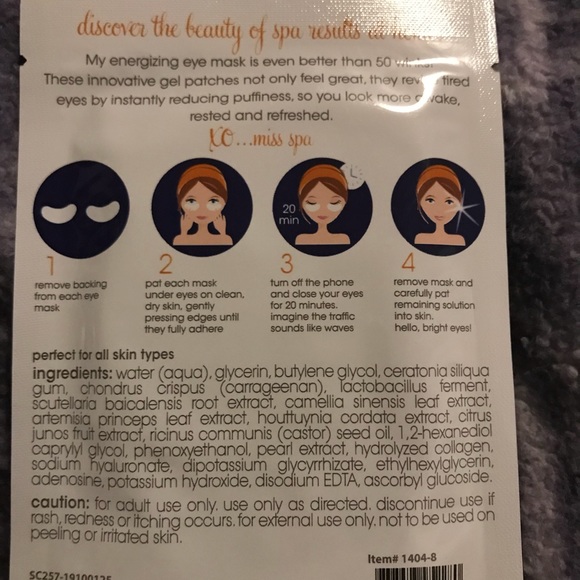 discover the beauty of spa results at
My energizing eye mask is even better than 50 winks.
These innovative gel patches not only feel great, they revive tired
eyes by instantly reducing puffiness, so you look more awake,
rested and refreshed.
XO...miss spa
20
min
1
remove backing
from each eye
mask
2
pat each mask
under eyes on clean,
dry skin, gently
pressing edges until
they fully adhere
3
turn off the phone
and close your eyes
for 20 minutes.
imagine the traffic
sounds like waves
4
remove mask and
carefully pat
remaining solution
into skin.
hello, bright eyes!
perfect for all skin types
ingredients: water (aqua), glycerin, butylene glycol, ceratonia siliqua
gum, chondrus crispus (carrageenan), lactobacillus ferment,
scutellaria baicalensis root extract, camellia sinensis leaf extract,
artemisia princeps leaf extract, houttuynia cordata extract, citrus
junos fruit extract, ricinus communis (castor) seed oil, 1,2-hexanediol
caprylyl glycol, phenoxyethanol, pearl extract, hydrolyzed collagen,
sodium hyaluronate, dipotassium glycyrrhizate, ethylhexylglycerin,
adenosine, potassium hydroxide, disodium EDTA, ascorbyl glucoside.
caution: for adult use only. use only as directed. discontinue use if
rash, redness or itching occurs. for external use only. not to be used on
peeling or irritated skin.
Item# 1404-8
SC257-19100125